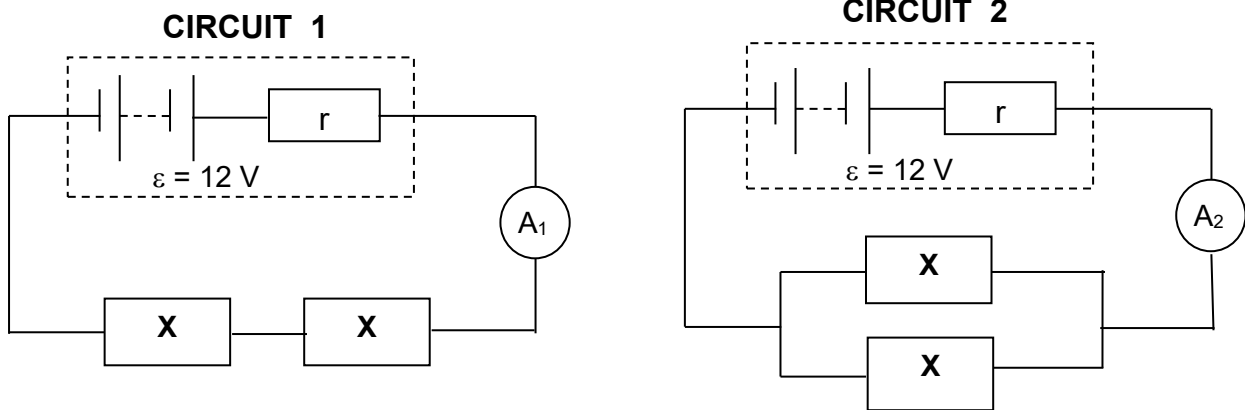 CIRCUIT 1
r
ε = 12 V
A₁
X X
CIRCUIT 2
r
ε = 12 V
A₂
X
X